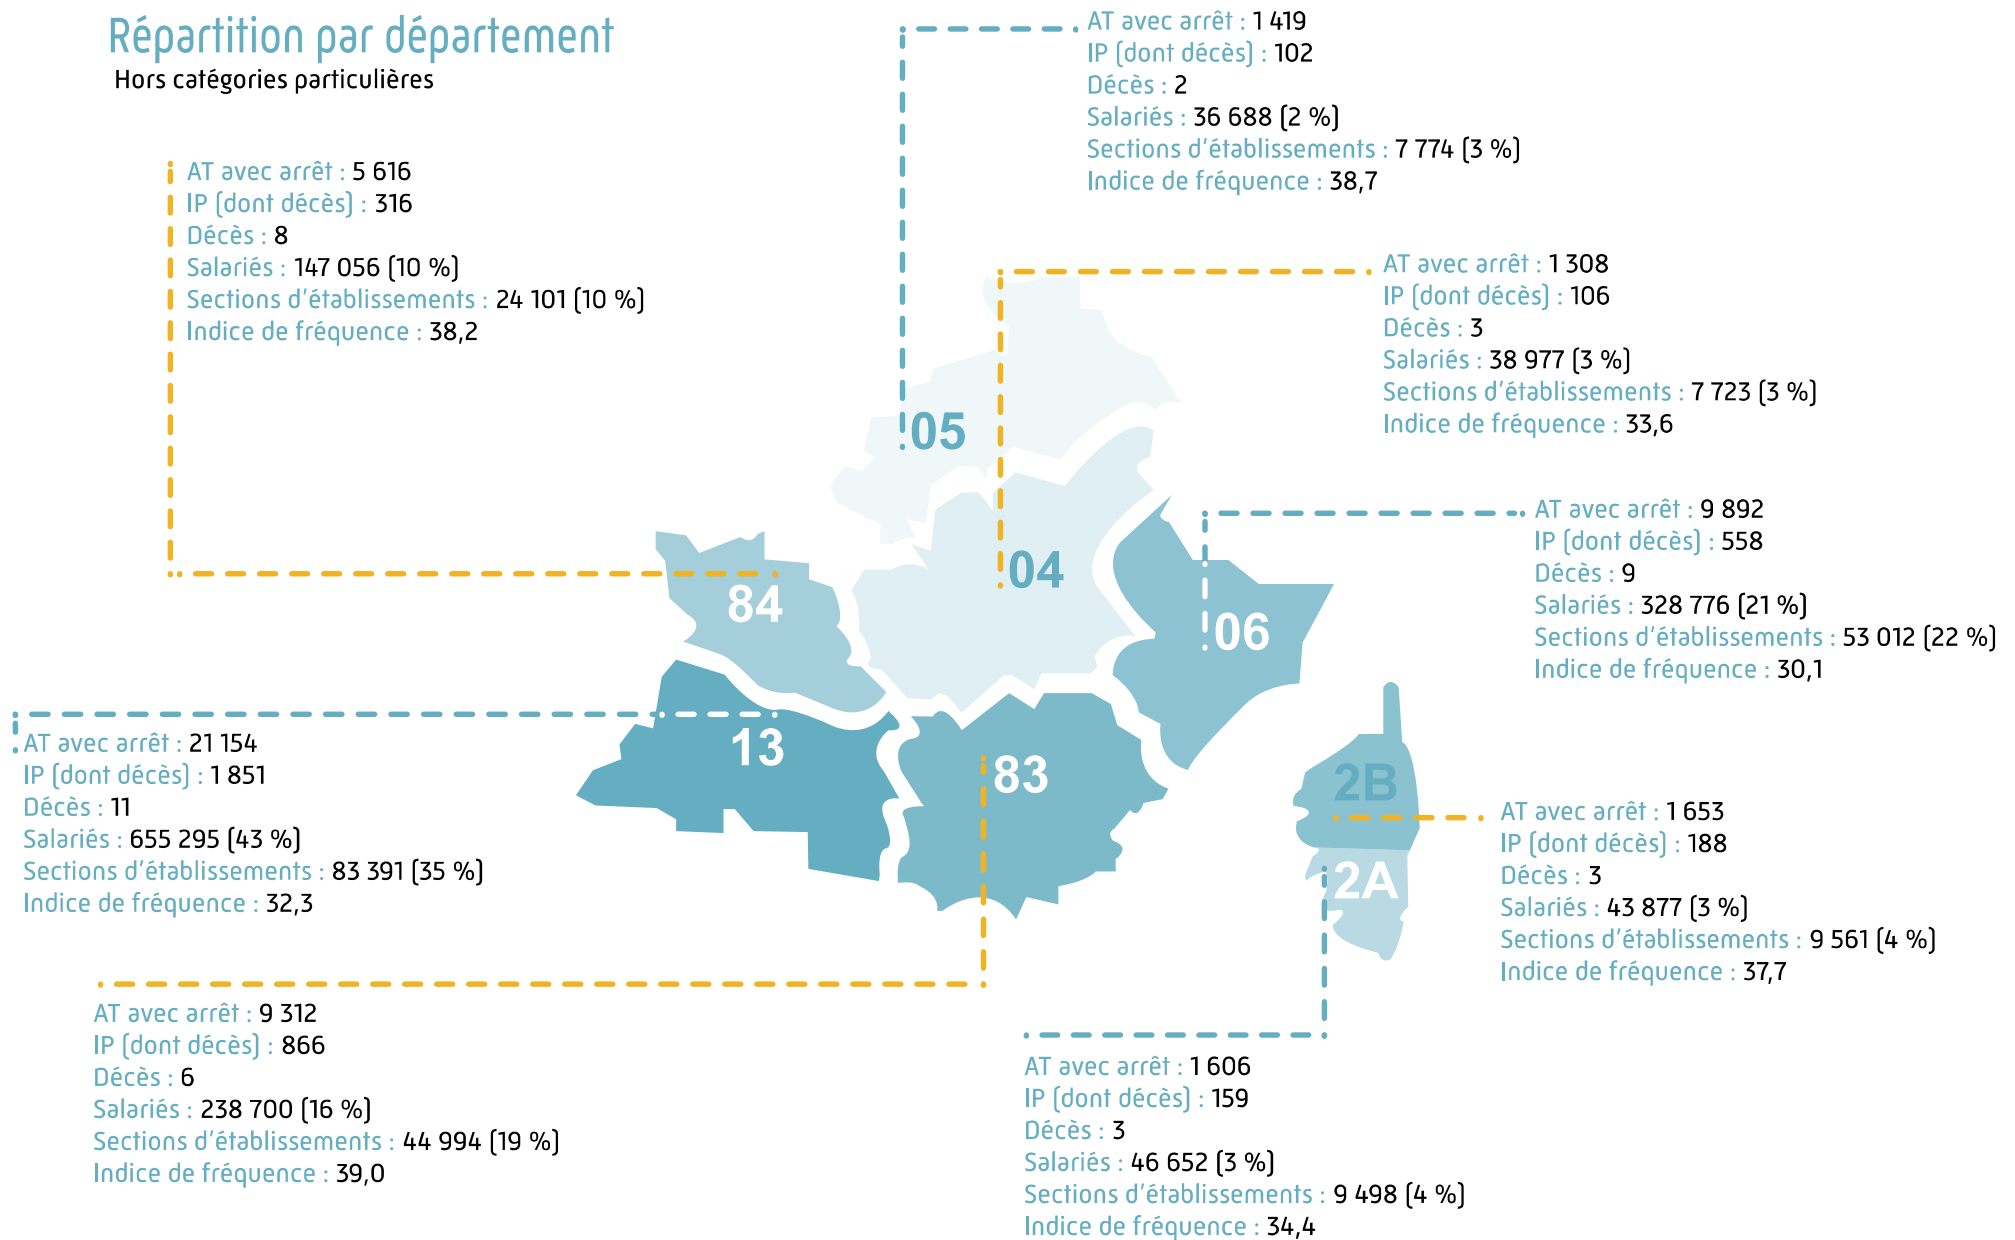 Répartition par département
Hors catégories particulières
AT avec arrêt : 1 419
IP (dont décès) : 102
Décès : 2
Salariés : 36 688 (2 %)
Sections d'établissements : 7 774 (3 %)
Indice de fréquence : 38,7
AT avec arrêt : 5 616
IP (dont décès) : 316
Décès : 8
Salariés : 147 056 (10 %)
Sections d'établissements : 24 101 (10 %)
Indice de fréquence : 38,2
AT avec arrêt : 1 308
IP (dont décès) : 106
Décès : 3
Salariés : 38 977 (3 %)
Sections d'établissements : 7 723 (3 %)
Indice de fréquence : 33,6
05
04
84
06
13
83
2B
2A
AT avec arrêt : 9 892
IP (dont décès) : 558
Décès : 9
Salariés : 328 776 (21 %)
Sections d'établissements : 53 012 (22 %)
Indice de fréquence : 30,1
AT avec arrêt : 21 154
IP (dont décès) : 1 851
Décès : 11
Salariés : 655 295 (43 %)
Sections d'établissements : 83 391 (35 %)
Indice de fréquence : 32,3
AT avec arrêt : 1 653
IP (dont décès) : 188
Décès : 3
Salariés : 43 877 (3 %)
Sections d'établissements : 9 561 (4 %)
Indice de fréquence : 37,7
AT avec arrêt : 9 312
IP (dont décès) : 866
Décès : 6
Salariés : 238 700 (16 %)
Sections d'établissements : 44 994 (19 %)
Indice de fréquence : 39,0
AT avec arrêt : 1 606
IP (dont décès) : 159
Décès : 3
Salariés : 46 652 (3 %)
Sections d'établissements : 9 498 (4 %)
Indice de fréquence : 34,4